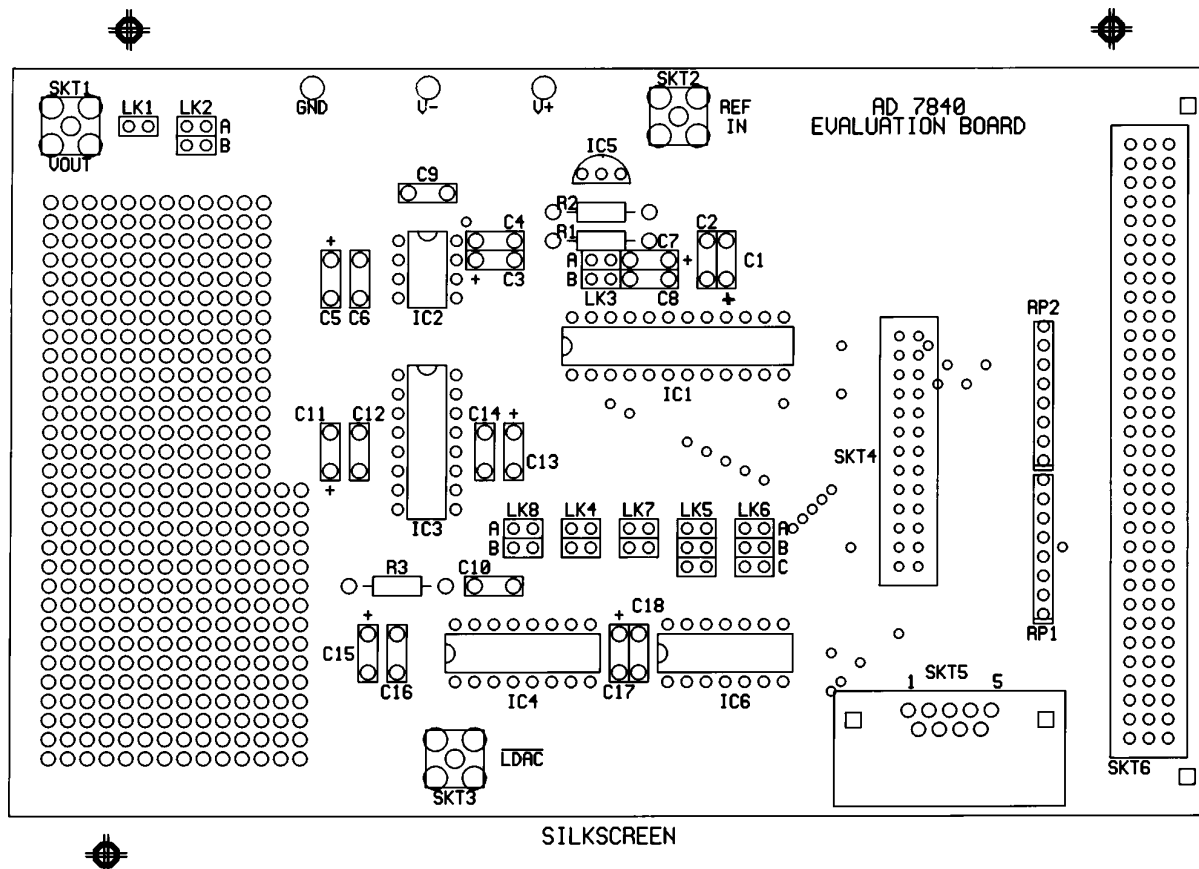 SKT1
LK1
LK2
A
B
VOUT
GND
V-
V+
SKT2
REF
IN
AD 7840
EVALUATION BOARD
IC5
C9
R2
R1
C4
C3
+
+
C5
C6
IC2
C7
C8
A
B
LK3
C2
C1
+
+
IC1
RP2
C11
C12
+
IC3
C14
+
C13
SKT4
LK8
LK4
LK7
LK5
LK6
A
B
A
B
C
R3
C10
RP1
+
C15
C16
IC4
+
C18
C17
IC6
SKT5
1
5
LDAC
SKT3
SKT6
SILKSCREEN